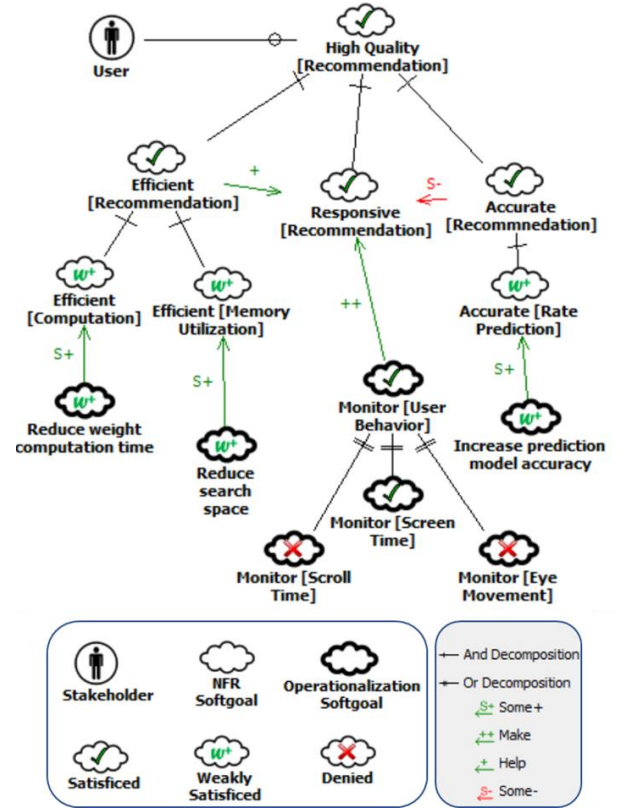 User
High Quality
[Recommendation]
Efficient
[Recommendation]
+
Responsive
[Recommendation]
S-
Accurate
[Recommnedation]
w+
Efficient
[Computation]
w+
Efficient [Memory
Utilization]
w+
Accurate [Rate
Prediction]
S+
S+
++
S+
w+
Reduce weight
computation time
w+
Reduce
search
space
Monitor [User
Behavior]
w+
Increase prediction
model accuracy
Monitor [Screen
Time]
Monitor [Scroll
Time]
Monitor [Eye
Movement]
Stakeholder
NFR
Softgoal
Operationalization
Softgoal
Satisficed
w+
Weakly
Satisficed
Denied
And Decomposition
Or Decomposition
S+ Some+
++ Make
+ Help
S- Some-